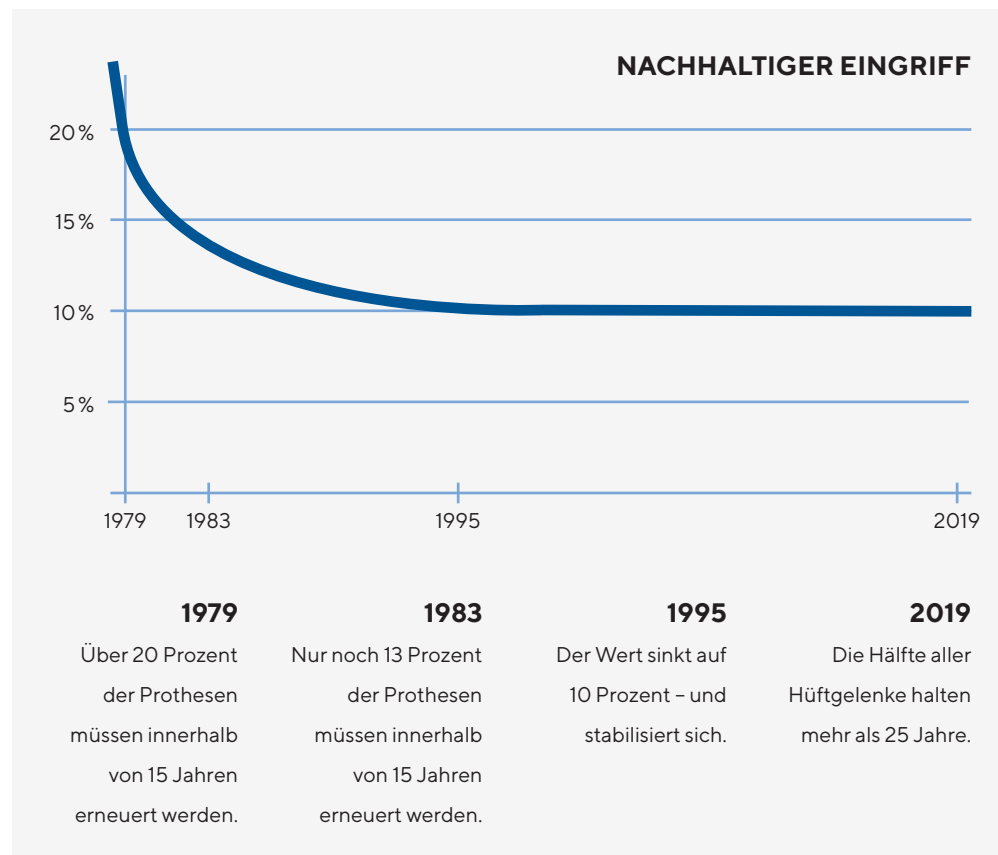 NACHHALTIGER EINGRIFF
20 %
15 %
10 %
5 %
1979 1983 1995 2019
1979
Über 20 Prozent
der Prothesen
müssen innerhalb
von 15 Jahren
erneuert werden.
1983
Nur noch 13 Prozent
der Prothesen
müssen innerhalb
von 15 Jahren
erneuert werden.
1995
Der Wert sinkt auf
10 Prozent – und
stabilisiert sich.
2019
Die Hälfte aller
Hüftgelenke halten
mehr als 25 Jahre.